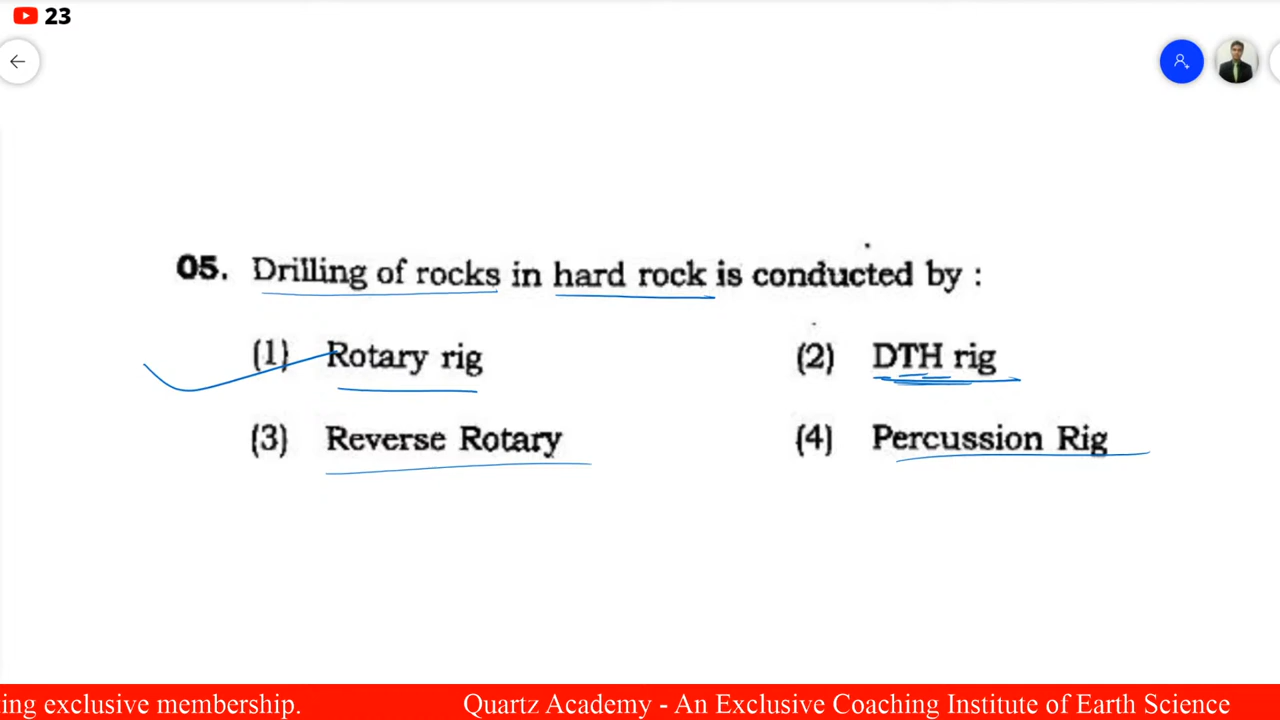 23
05. Drilling of rocks in hard rock is conducted by :
(1) Rotary rig (2) DTH rig
(3) Reverse Rotary (4) Percussion Rig
ing exclusive membership. Quartz Academy - An Exclusive Coaching Institute of Earth Science